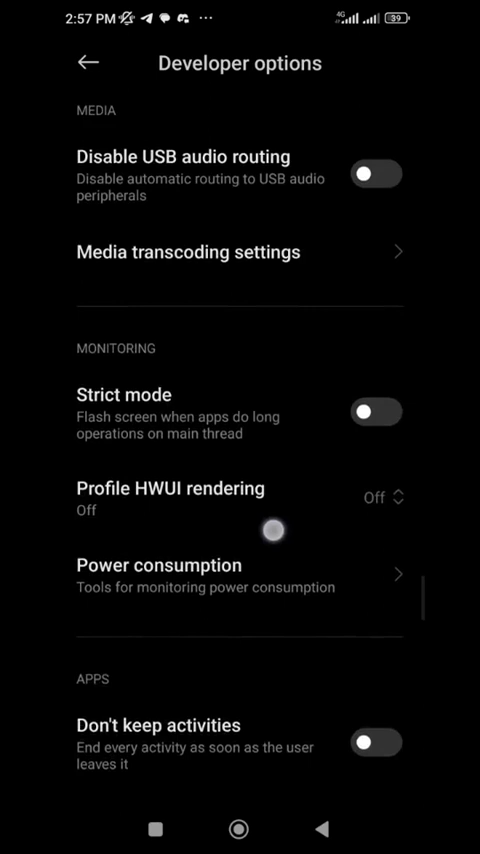 2:57 PM
4G
39
Developer options
MEDIA
Disable USB audio routing
Disable automatic routing to USB audio
peripherals
Media transcoding settings
MONITORING
Strict mode
Flash screen when apps do long
operations on main thread
Profile HWUI rendering
Off
Off
Power consumption
Tools for monitoring power consumption
APPS
Don't keep activities
End every activity as soon as the user
leaves it